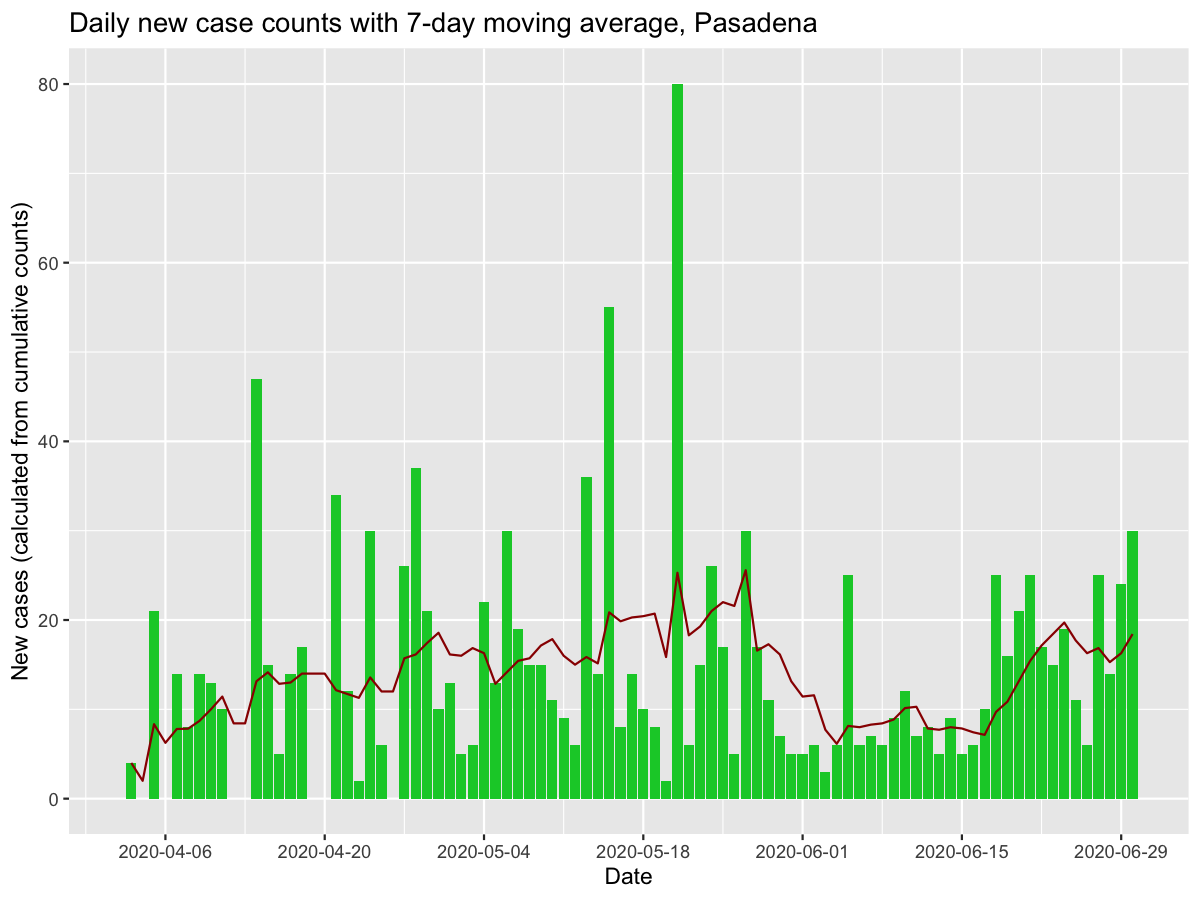 Daily new case counts with 7-day moving average, Pasadena
New cases (calculated from cumulative counts)
80
60
40
20
0
2020-04-06 2020-04-20 2020-05-04 2020-05-18 2020-06-01 2020-06-15 2020-06-29
Date